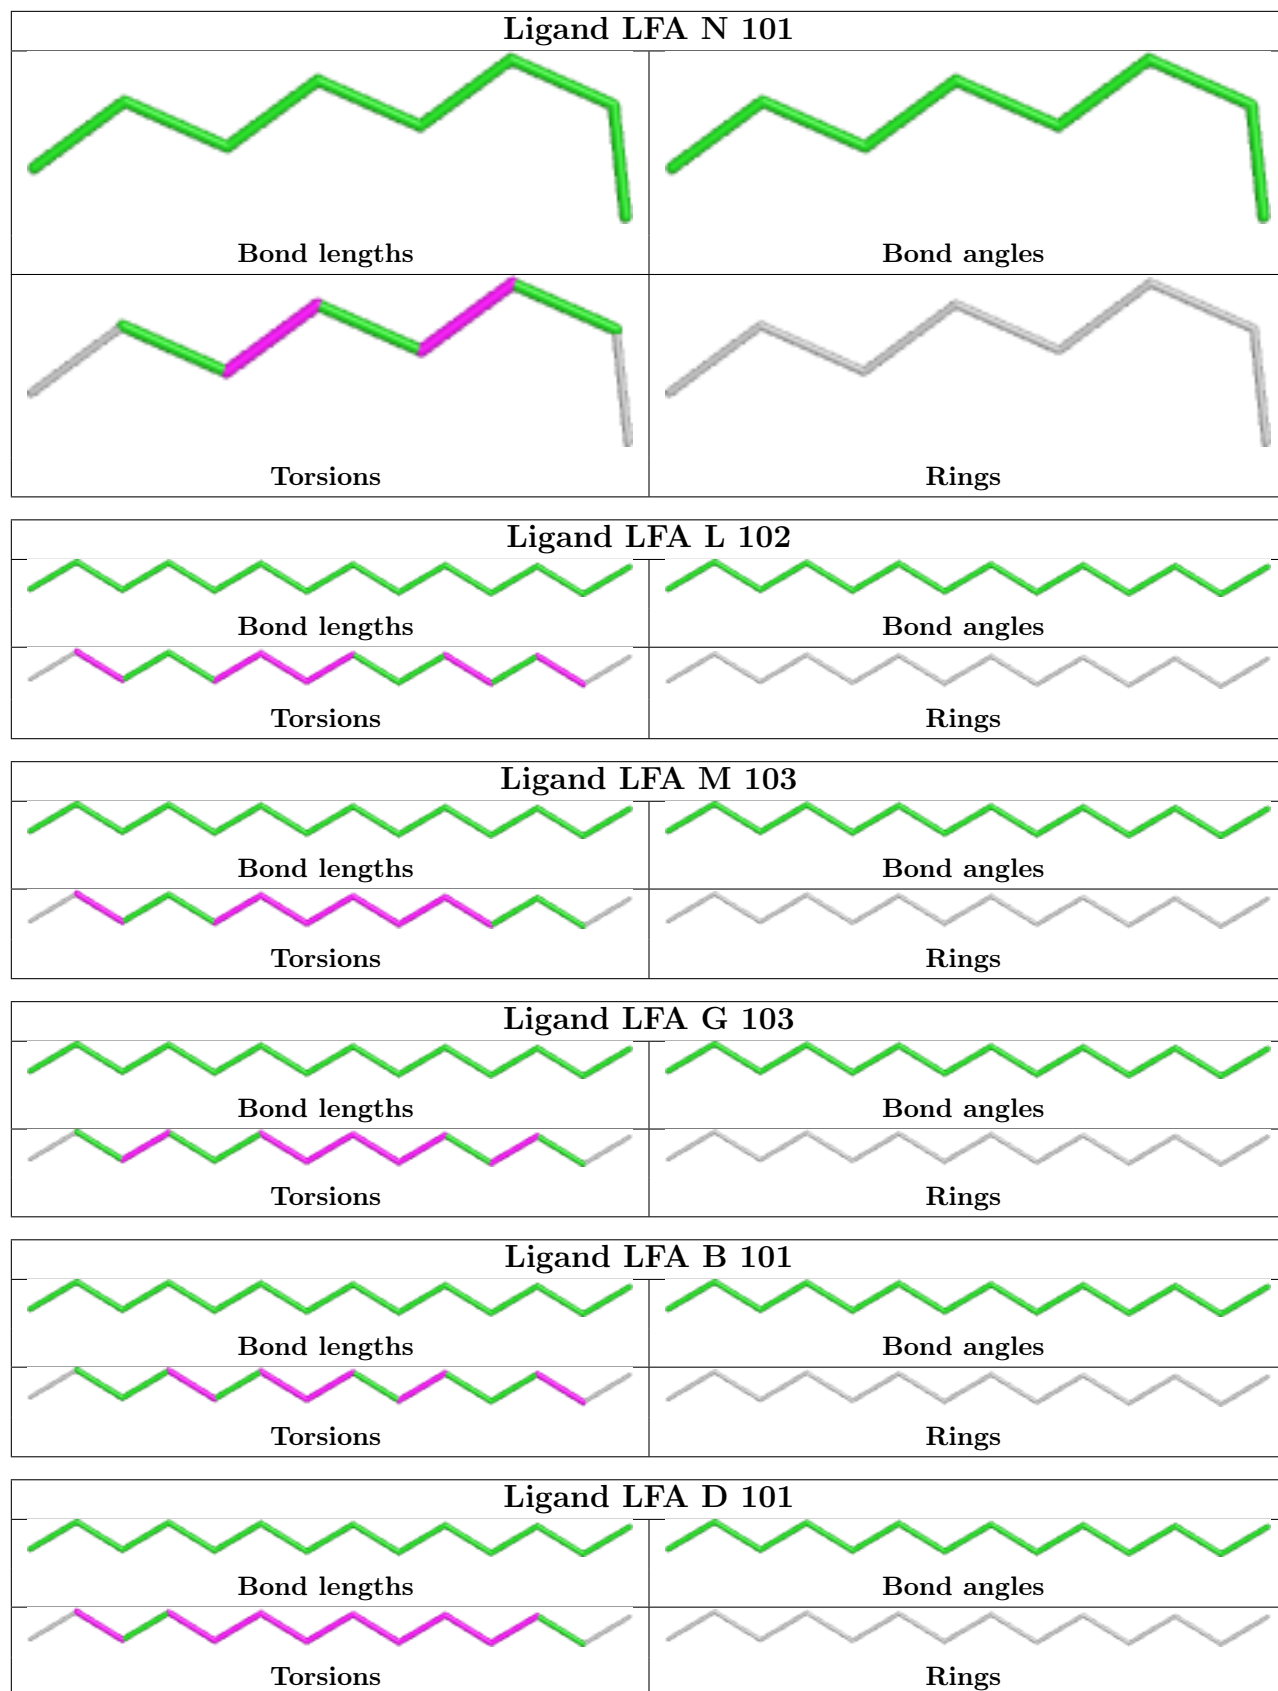 Ligand LFA N 101
Bond lengths
Bond angles
Torsions
Rings
Ligand LFA L 102
Bond lengths
Bond angles
Torsions
Rings
Ligand LFA M 103
Bond lengths
Bond angles
Torsions
Rings
Ligand LFA G 103
Bond lengths
Bond angles
Torsions
Rings
Ligand LFA B 101
Bond lengths
Bond angles
Torsions
Rings
Ligand LFA D 101
Bond lengths
Bond angles
Torsions
Rings